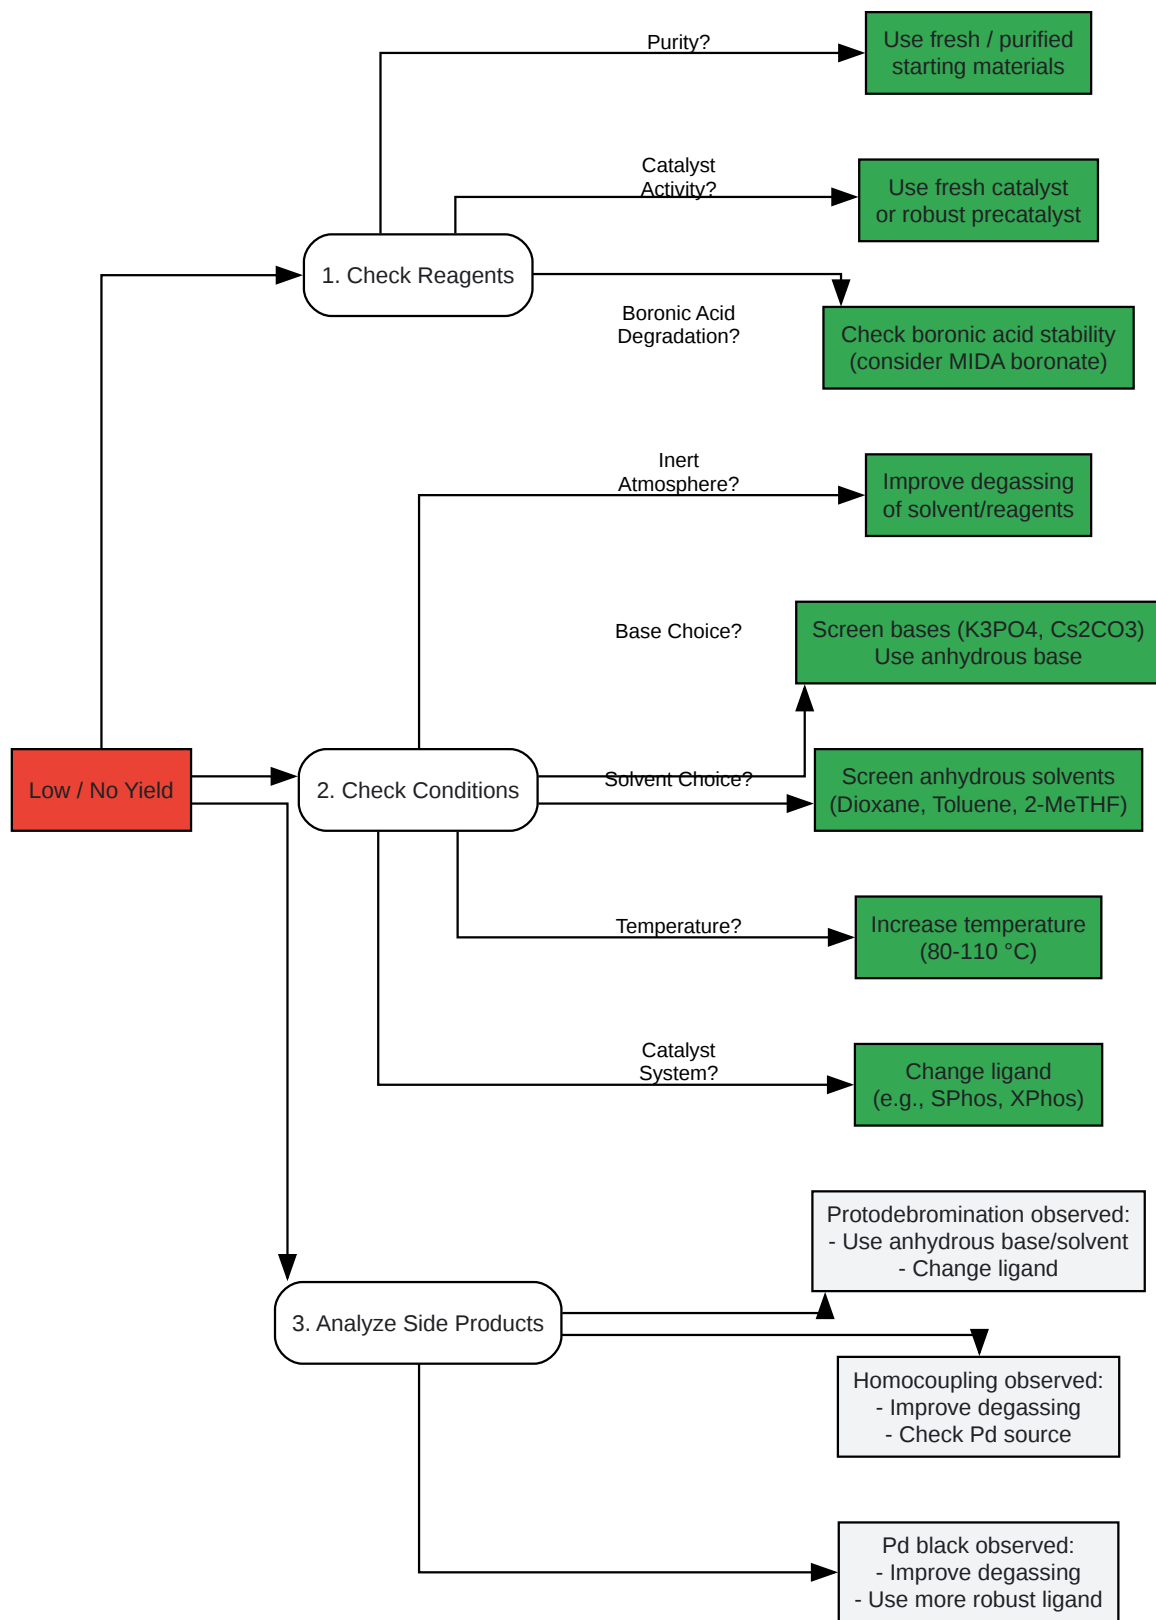 Purity?
Use fresh / purified
starting materials
Catalyst
Activity?
Use fresh catalyst
or robust precatalyst
1. Check Reagents
Boronic Acid
Degradation?
Check boronic acid stability
(consider MIDA boronate)
Inert
Atmosphere?
Improve degassing
of solvent/reagents
Base Choice?
Screen bases (K3PO4, Cs2CO3)
Use anhydrous base
Low / No Yield
2. Check Conditions
Solvent Choice?
Screen anhydrous solvents
(Dioxane, Toluene, 2-MeTHF)
Temperature?
Increase temperature
(80-110 °C)
Catalyst
System?
Change ligand
(e.g., SPhos, XPhos)
Protodebromination observed:
- Use anhydrous base/solvent
- Change ligand
3. Analyze Side Products
Homocoupling observed:
- Improve degassing
- Check Pd source
Pd black observed:
- Improve degassing
- Use more robust ligand